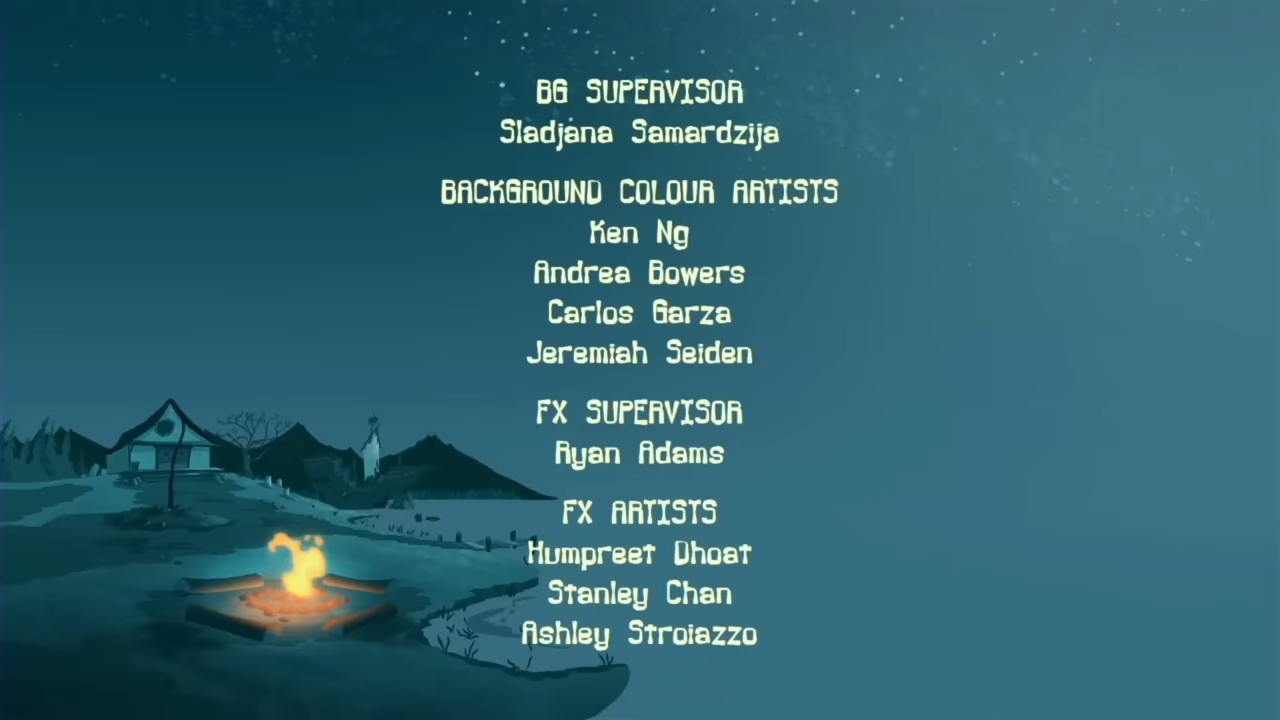 BG SUPERVISOR
Sladjana Samardzija
BACKGROUND COLOUR ARTISTS
Ken Ng
Andrea Bowers
Carlos Garza
Jeremiah Seiden
FX SUPERVISOR
Ryan Adams
FX ARTISTS
Humpreet Dhoat
Stanley Chan
Ashley Stroiazzo